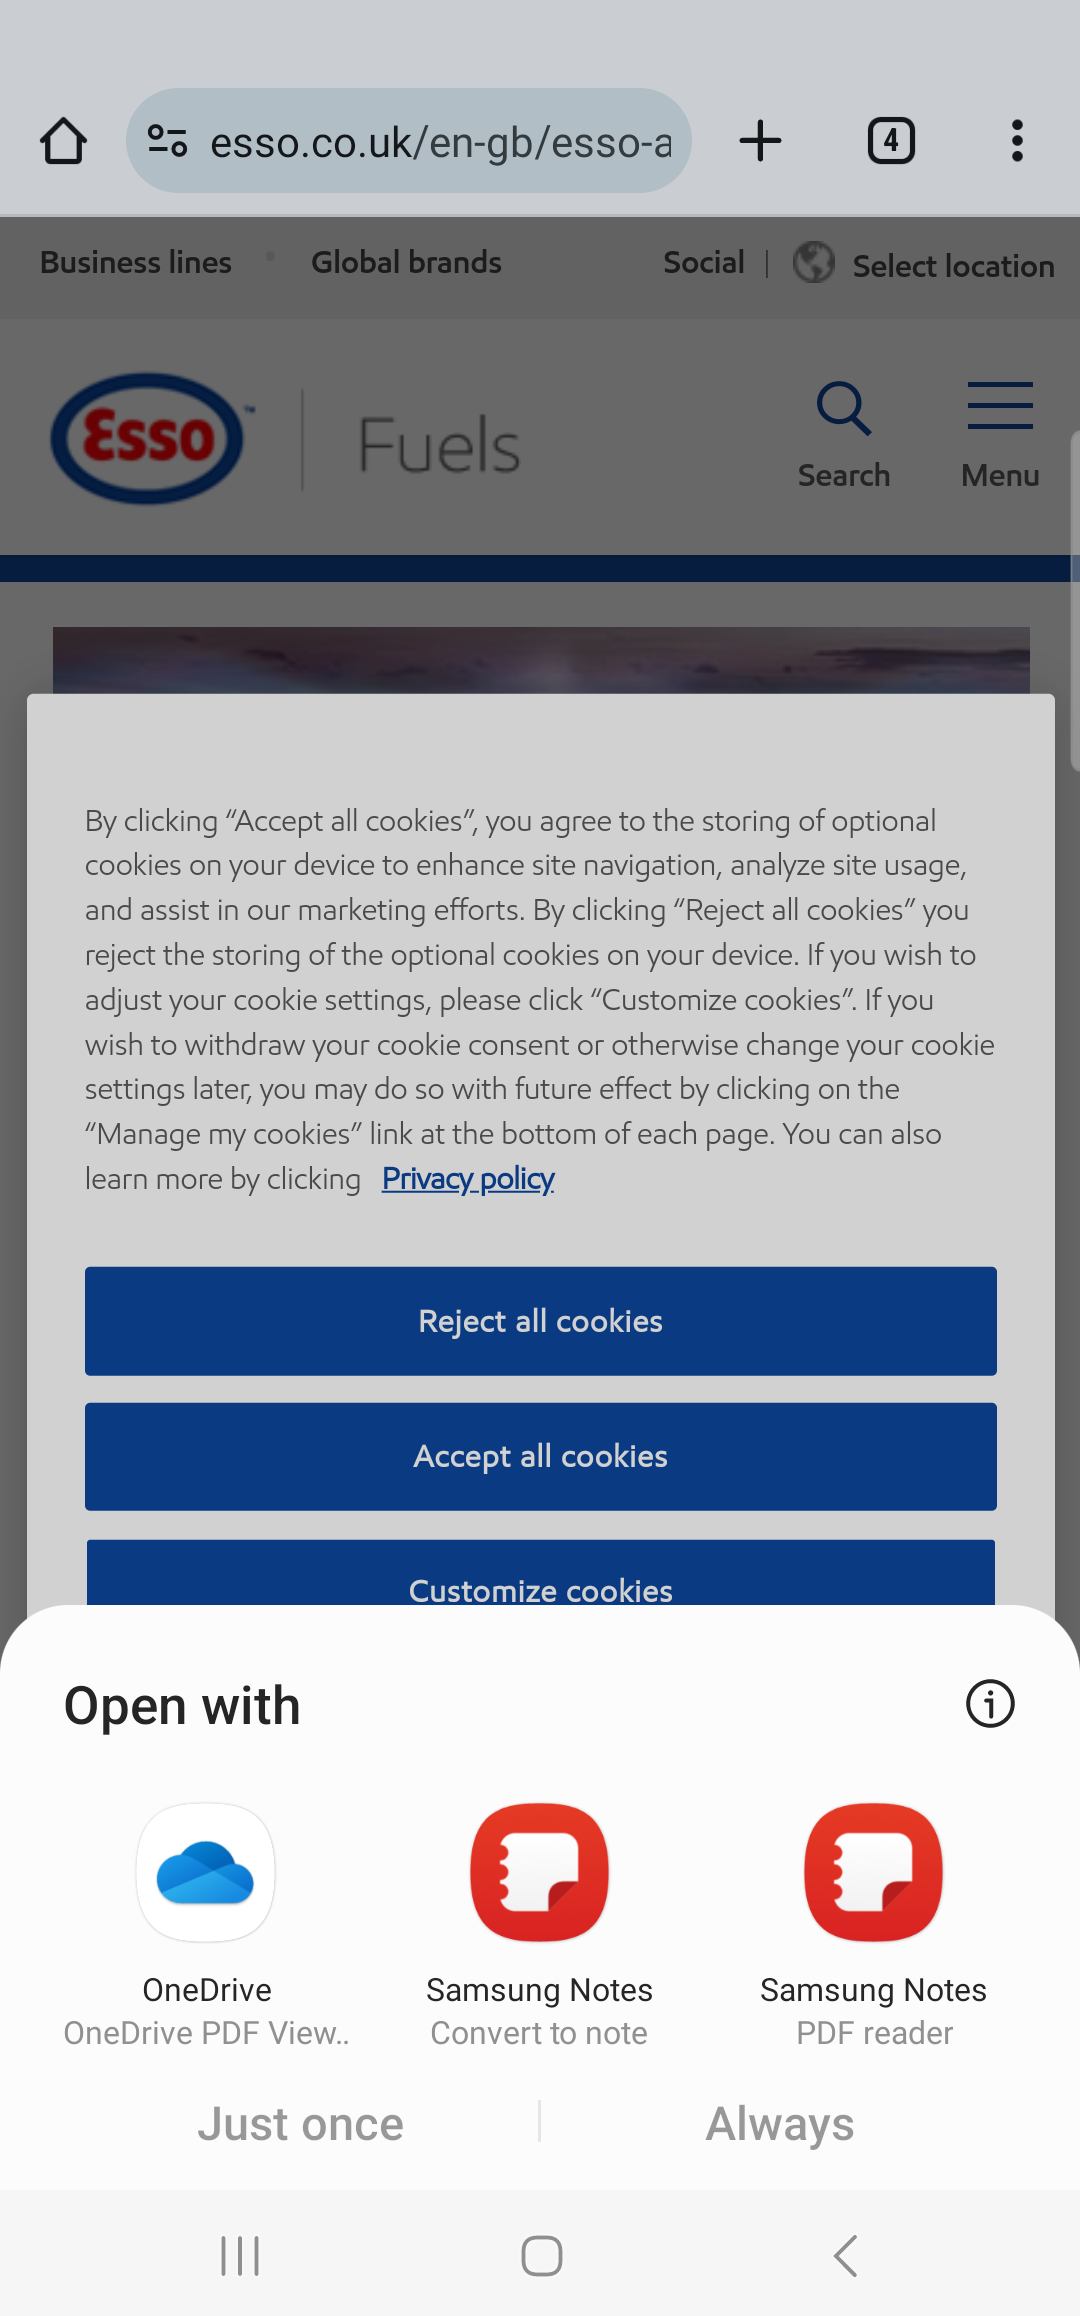 esso.co.uk/en-gb/esso-a
4
Business lines
Global brands
Social
Select location
Esso ™
Fuels
Search
Menu
By clicking “Accept all cookies”, you agree to the storing of optional
cookies on your device to enhance site navigation, analyze site usage,
and assist in our marketing efforts. By clicking “Reject all cookies” you
reject the storing of the optional cookies on your device. If you wish to
adjust your cookie settings, please click “Customize cookies”. If you
wish to withdraw your cookie consent or otherwise change your cookie
settings later, you may do so with future effect by clicking on the
“Manage my cookies” link at the bottom of each page. You can also
learn more by clicking Privacy policy
Reject all cookies
Accept all cookies
Customize cookies
Open with
OneDrive
OneDrive PDF View..
Samsung Notes
Convert to note
Samsung Notes
PDF reader
Just once
Always